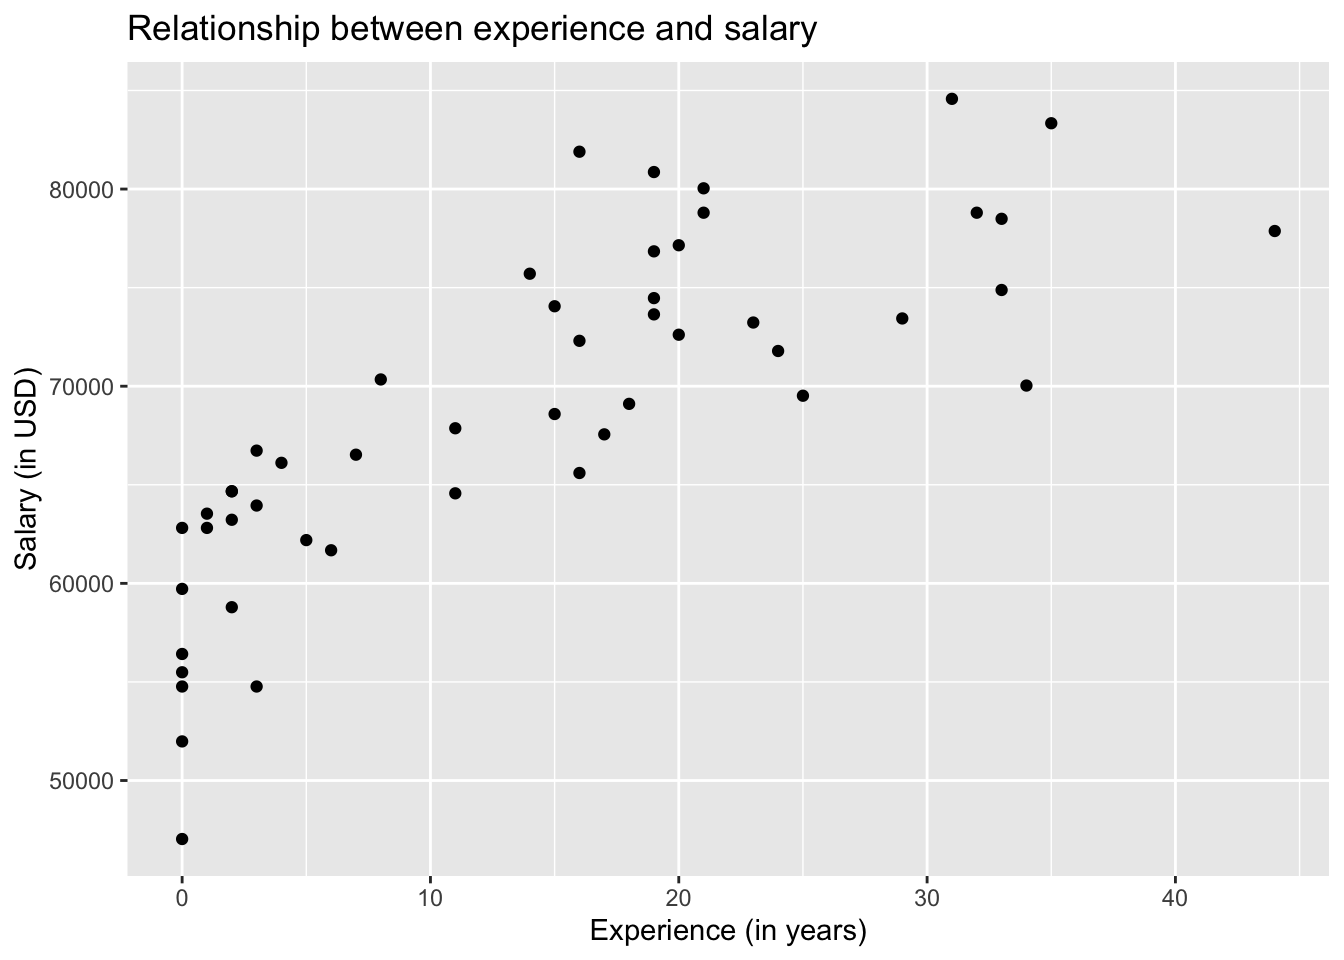 Relationship between experience and salary
80000
70000
60000
50000
Salary (in USD)
0 10 20 30 40
Experience (in years)